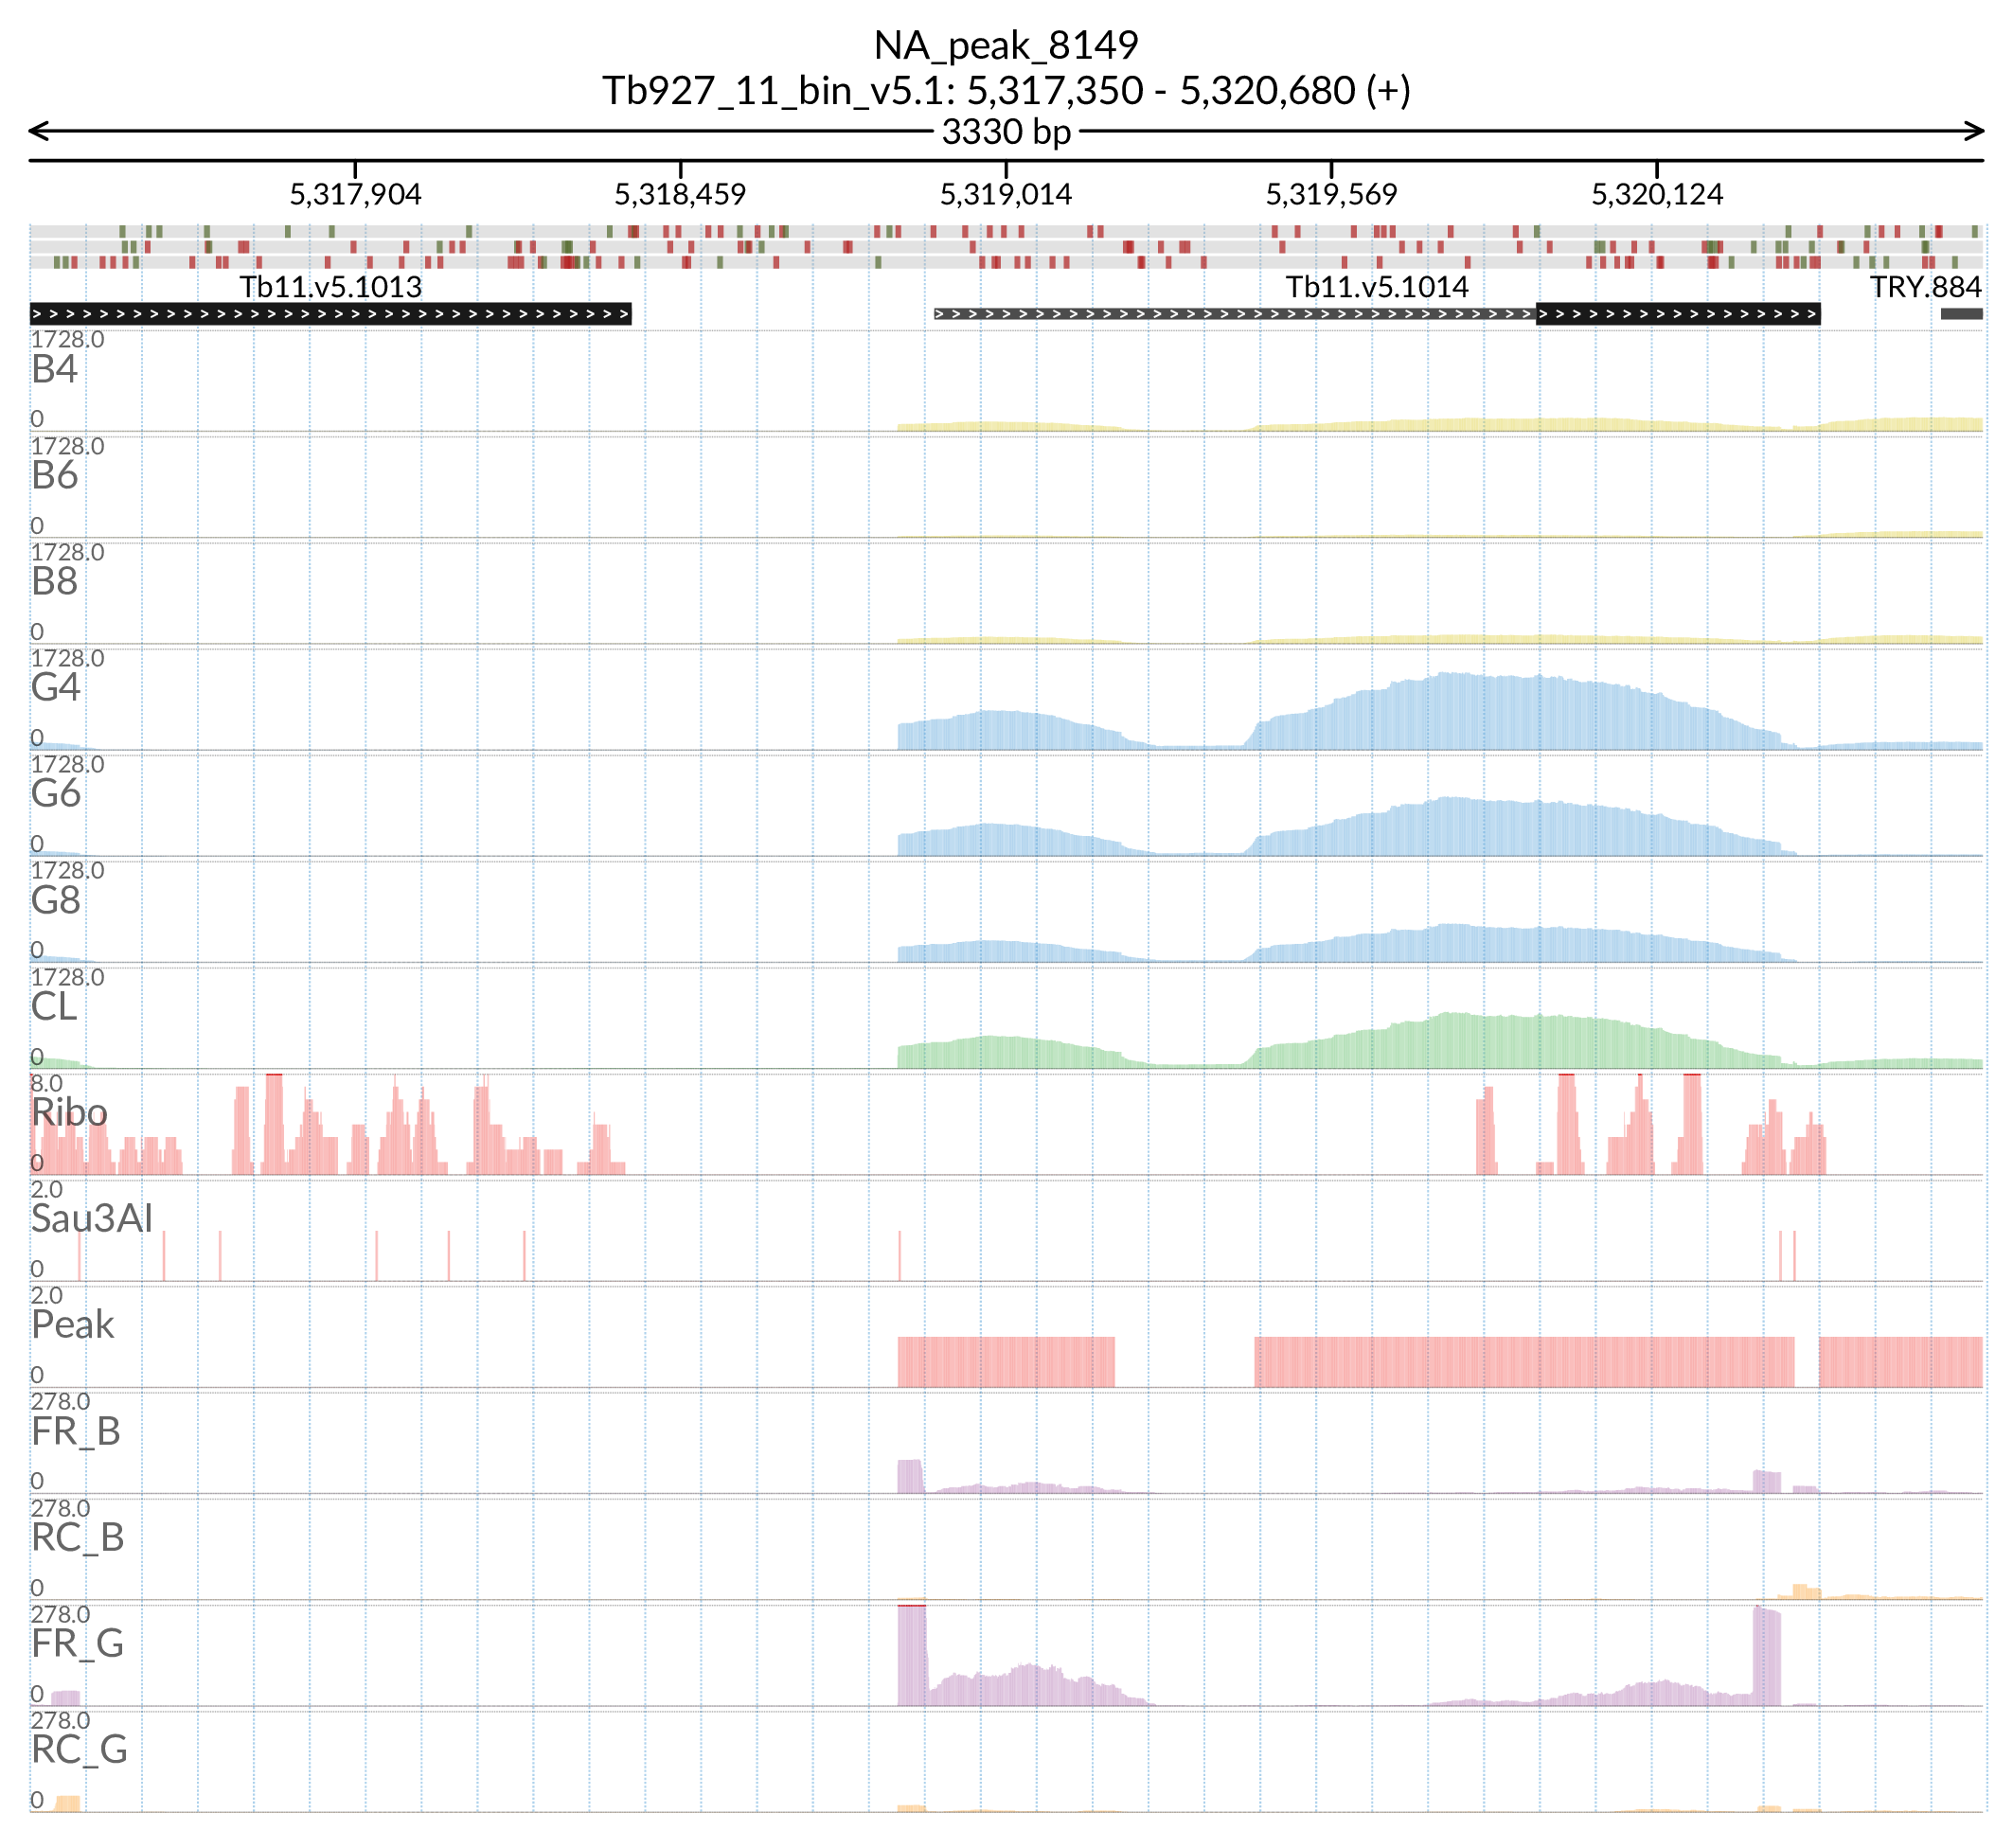 NA_peak_8149
Tb927_11_bin_v5.1: 5,317,350 - 5,320,680 (+)
3330 bp
5,317,904 5,318,459 5,319,014 5,319,569 5,320,124
Tb11.v5.1013 Tb11.v5.1014 TRY.884
1728.0
B4
0
1728.0
B6
0
1728.0
B8
0
1728.0
G4
0
1728.0
G6
0
1728.0
G8
0
1728.0
CL
0
8.0
Ribo
0
2.0
Sau3AI
0
2.0
Peak
0
278.0
FR_B
0
278.0
RC_B
0
278.0
FR_G
0
278.0
RC_G
0